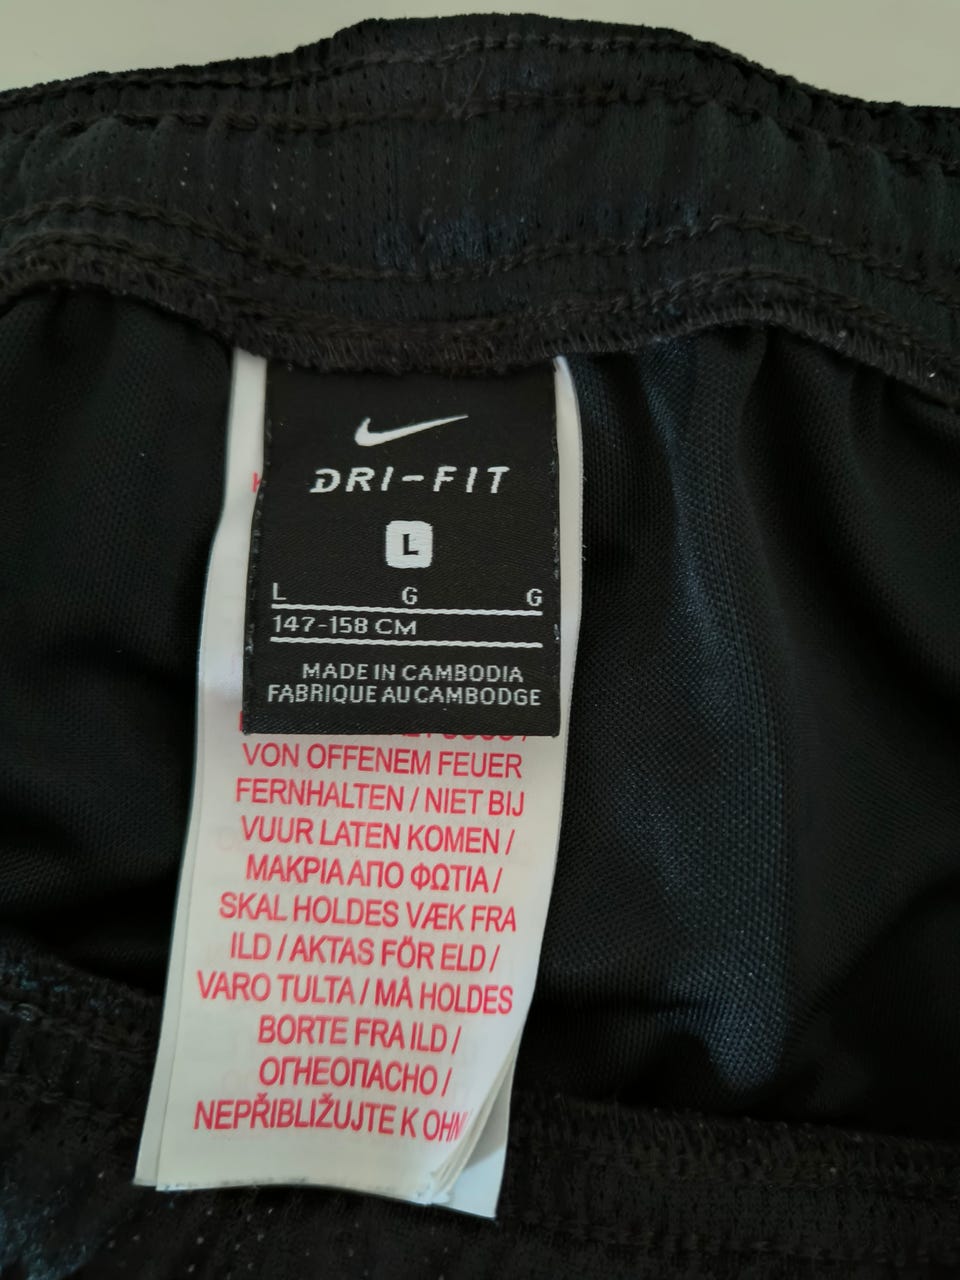 DRI-FIT
L
L G G
147-158 CM
MADE IN CAMBODIA
FABRIQUE AU CAMBODGE
VON OFFENEM FEUER
FERNHALTEN / NIET BIJ
VUUR LATEN KOMEN /
ΜΑΚΡΙΑ ΑΠΟ ΦΩΤΙΑ /
SKAL HOLDES VÆK FRA
ILD / AKTAS FÖR ELD /
VARO TULTA / MÅ HOLDES
BORTE FRA ILD /
ОГНЕОПАСНО /
NEPŘIBLIŽUJTE K